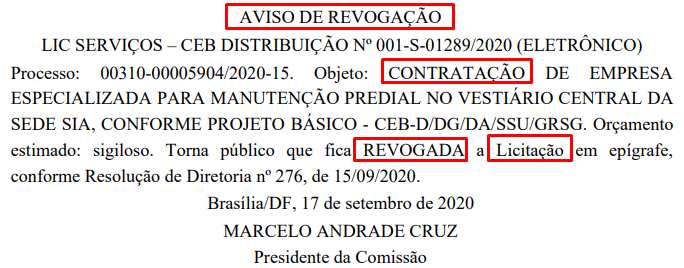 AVISO DE REVOGAÇÃO
LIC SERVIÇOS – CEB DISTRIBUIÇÃO Nº 001-S-01289/2020 (ELETRÔNICO)
Processo: 00310-00005904/2020-15. Objeto: CONTRATAÇÃO DE EMPRESA
ESPECIALIZADA PARA MANUTENÇÃO PREDIAL NO VESTIÁRIO CENTRAL DA
SEDE SIA, CONFORME PROJETO BÁSICO - CEB-D/DG/DA/SSU/GRSG. Orçamento
estimado: sigiloso. Torna público que fica REVOGADA a Licitação em epígrafe,
conforme Resolução de Diretoria nº 276, de 15/09/2020.
Brasília/DF, 17 de setembro de 2020
MARCELO ANDRADE CRUZ
Presidente da Comissão